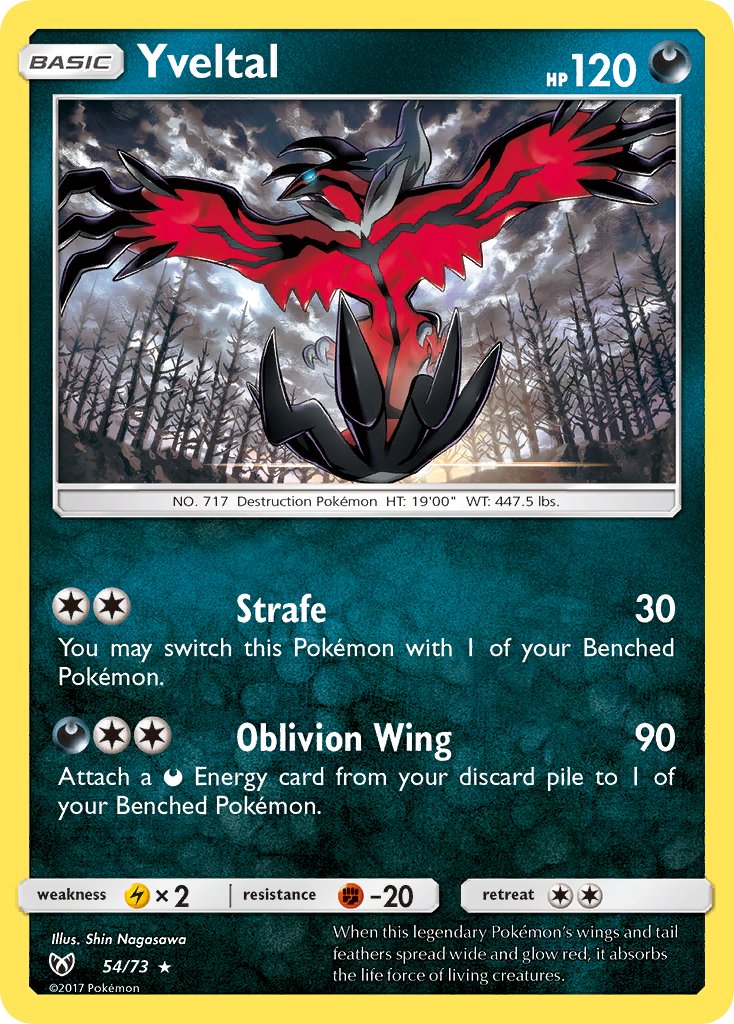 BASIC Yveltal HP 120
NO. 717 Destruction Pokémon HT: 19'00" WT: 447.5 lbs.
Strafe 30
You may switch this Pokémon with 1 of your Benched
Pokémon.
Oblivion Wing 90
Attach a Energy card from your discard pile to 1 of
your Benched Pokémon.
weakness × 2 resistance -20 retreat
Illus. Shin Nagasawa
54/73
©2017 Pokémon
When this legendary Pokémon's wings and tail
feathers spread wide and glow red, it absorbs
the life force of living creatures.